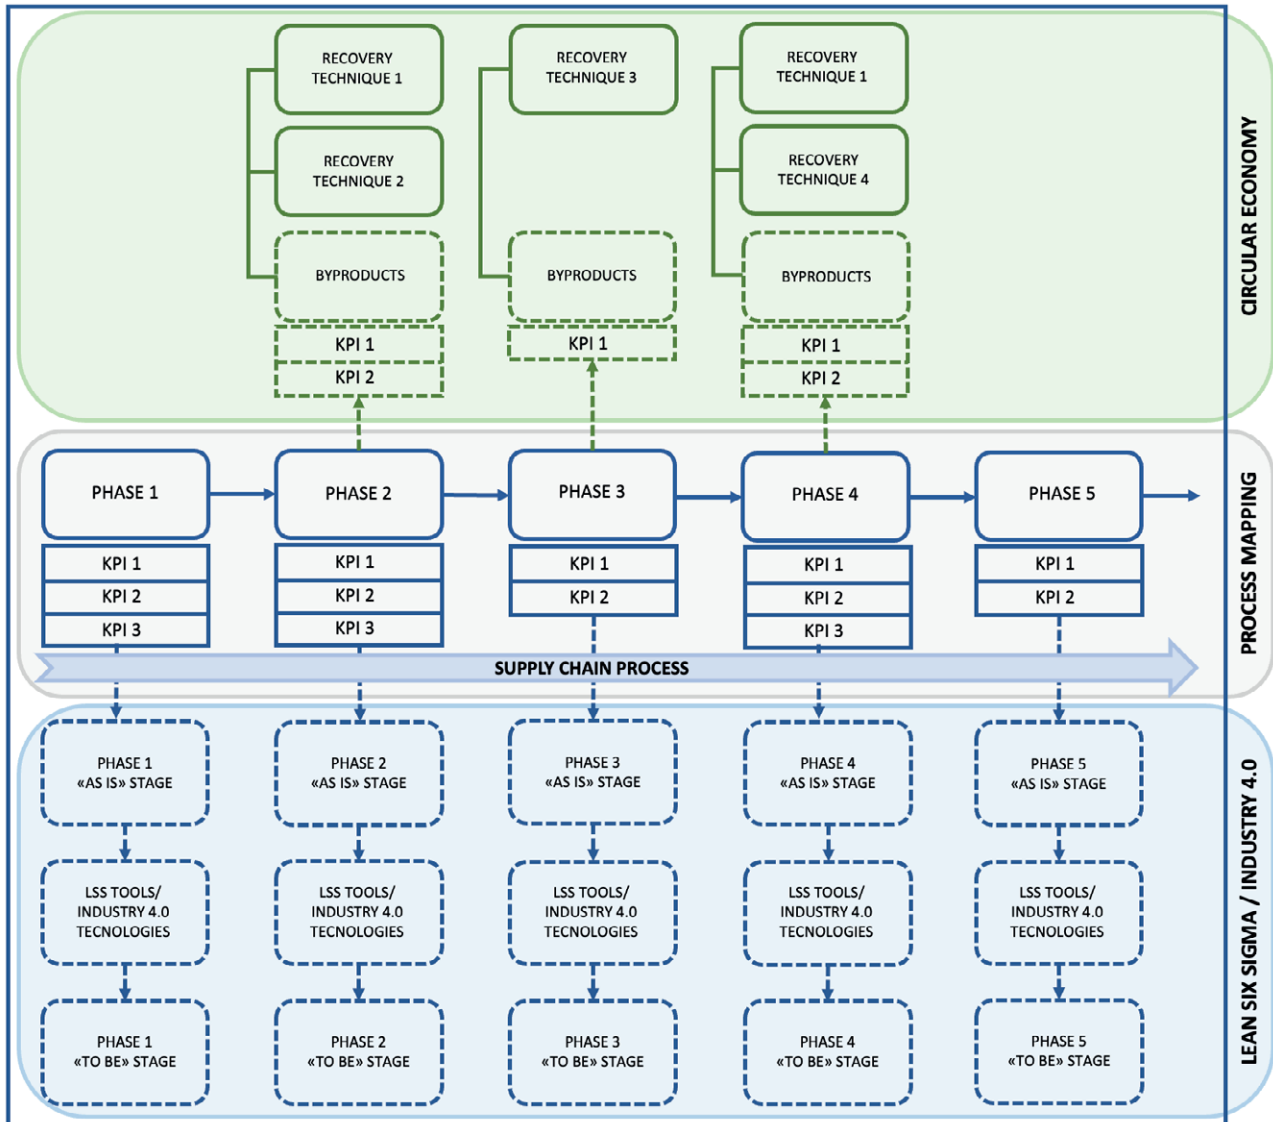 RECOVERY
TECHNIQUE 1
RECOVERY
TECHNIQUE 3
RECOVERY
TECHNIQUE 1
RECOVERY
TECHNIQUE 2
RECOVERY
TECHNIQUE 4
BYPRODUCTS
BYPRODUCTS
BYPRODUCTS
KPI 1
KPI 1
KPI 1
KPI 2
KPI 2
CIRCULAR ECONOMY
PHASE 1
PHASE 2
PHASE 3
PHASE 4
PHASE 5
KPI 1
KPI 1
KPI 1
KPI 1
KPI 1
KPI 2
KPI 2
KPI 2
KPI 2
KPI 2
KPI 3
KPI 3
KPI 3
SUPPLY CHAIN PROCESS
PROCESS MAPPING
PHASE 1
«AS IS» STAGE
PHASE 2
«AS IS» STAGE
PHASE 3
«AS IS» STAGE
PHASE 4
«AS IS» STAGE
PHASE 5
«AS IS» STAGE
LSS TOOLS/
INDUSTRY 4.0
TECNOLOGIES
LSS TOOLS/
INDUSTRY 4.0
TECNOLOGIES
LSS TOOLS/
INDUSTRY 4.0
TECNOLOGIES
LSS TOOLS/
INDUSTRY 4.0
TECNOLOGIES
LSS TOOLS/
INDUSTRY 4.0
TECNOLOGIES
PHASE 1
«TO BE» STAGE
PHASE 2
«TO BE» STAGE
PHASE 3
«TO BE» STAGE
PHASE 4
«TO BE» STAGE
PHASE 5
«TO BE» STAGE
LEAN SIX SIGMA / INDUSTRY 4.0